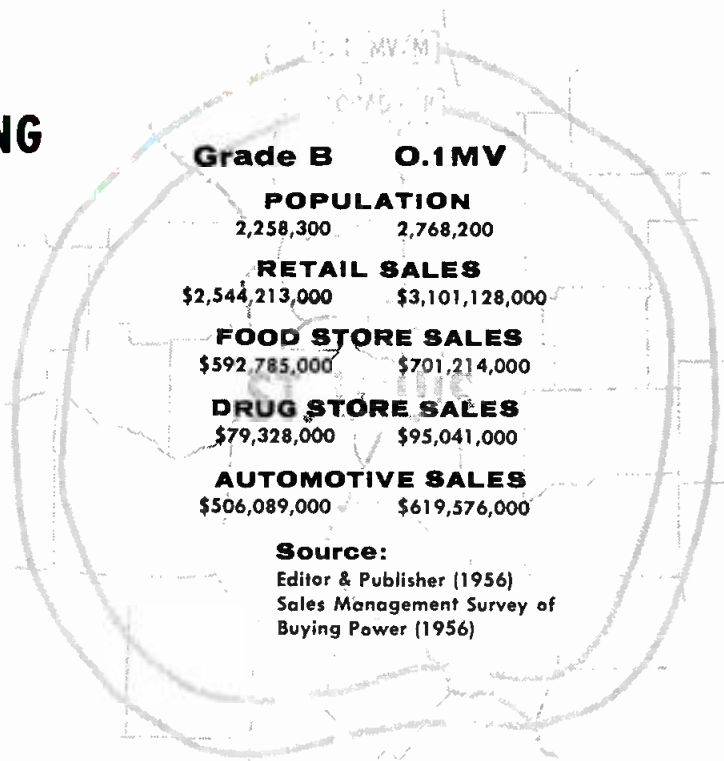 NG
Grade B 0.1MV
POPULATION
2,258,300 2,768,200
RETAIL SALES
$2,544,213,000 $3,101,128,000
FOOD STORE SALES
$592,785,000 $701,214,000
DRUG STORE SALES
$79,328,000 $95,041,000
AUTOMOTIVE SALES
$506,089,000 $619,576,000
Source:
Editor & Publisher (1956)
Sales Management Survey of
Buying Power (1956)